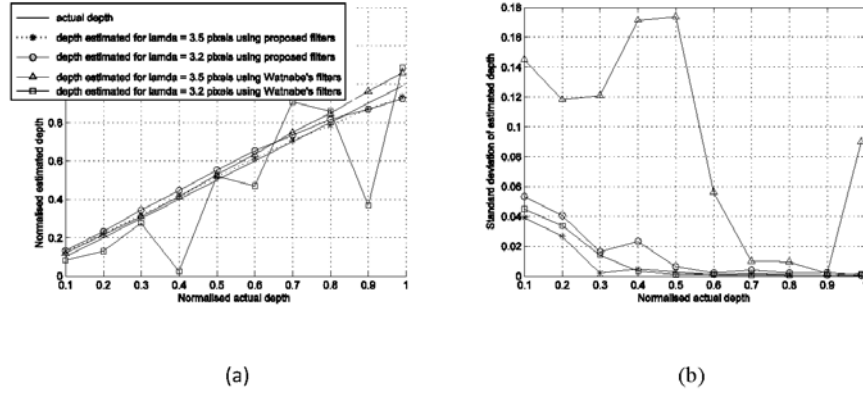 actual depth
depth estimated for lamda = 3.5 pixels using proposed filters
depth estimated for lamda = 3.2 pixels using proposed filters
depth estimated for lamda = 3.5 pixels using Watnabe's filters
depth estimated for lamda = 3.2 pixels using Watnabe's filters
Normalised estimated depth
0.8
0.6
0.4
0.2
0
0.1 0.2 0.3 0.4 0.5 0.6 0.7 0.8 0.9 1
Normalised actual depth
(a)
Standard deviation of estimated depth
0.18
0.16
0.14
0.12
0.1
0.08
0.06
0.04
0.02
0
0.1 0.2 0.3 0.4 0.5 0.6 0.7 0.8 0.9
Normalised actual depth
(b)